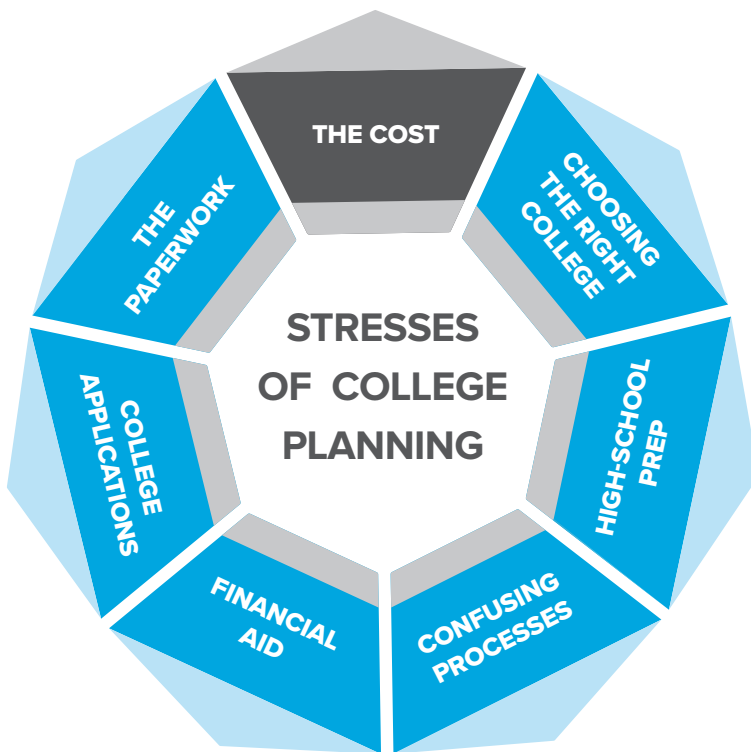 THE COST
CHOOSING
THE RIGHT
COLLEGE
HIGH-SCHOOL
PREP
CONFUSING
PROCESSES
FINANCIAL
AID
COLLEGE
APPLICATIONS
THE
PAPERWORK
STRESSES
OF COLLEGE
PLANNING